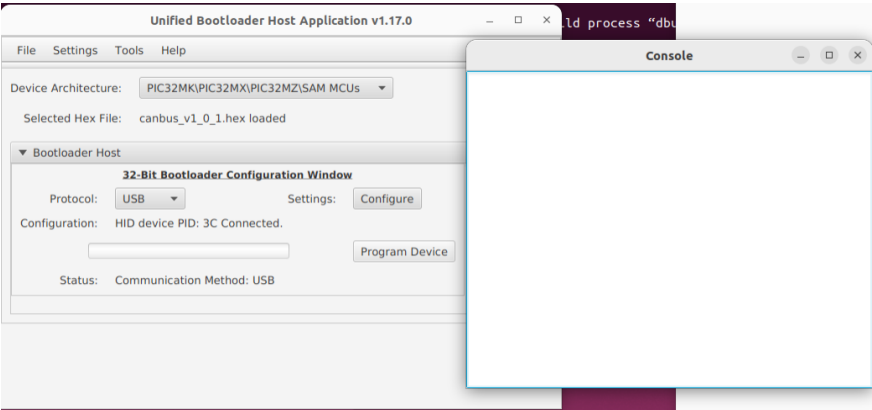 Unified Bootloader Host Application v1.17.0
ld process “dbu
File Settings Tools Help
Console
Device Architecture: PIC32MK\PIC32MX\PIC32MZ\SAM MCUs
Selected Hex File: canbus_v1_0_1.hex loaded
Bootloader Host
32-Bit Bootloader Configuration Window
Protocol: USB Settings: Configure
Configuration: HID device PID: 3C Connected.
Program Device
Status: Communication Method: USB